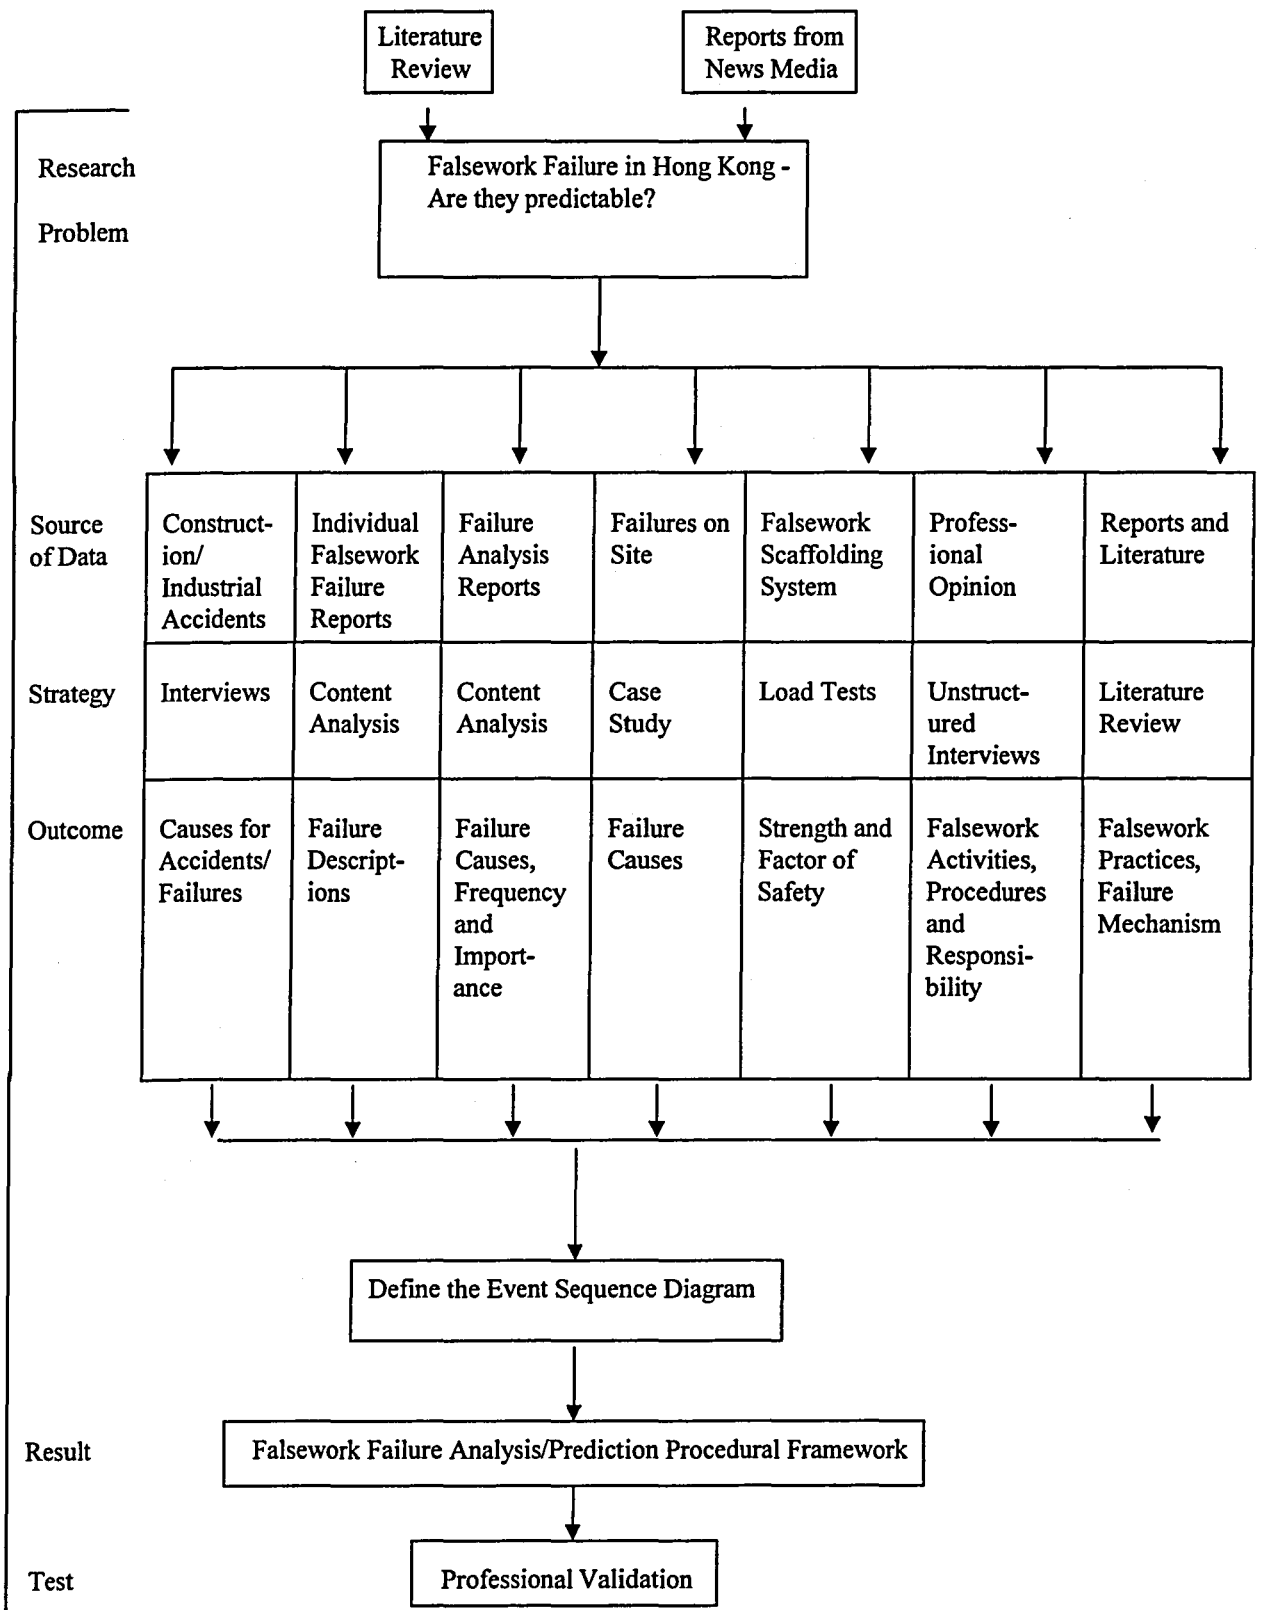 Literature
Review
Reports from
News Media
Research
Problem
Falsework Failure in Hong Kong -
Are they predictable?
Source
of Data
Construct-
ion/
Industrial
Accidents
Individual
Falsework
Failure
Reports
Failure
Analysis
Reports
Failures on
Site
Falsework
Scaffolding
System
Profess-
ional
Opinion
Reports and
Literature
Strategy
Interviews
Content
Analysis
Content
Analysis
Case
Study
Load Tests
Unstruct-
ured
Interviews
Literature
Review
Outcome
Causes for
Accidents/
Failures
Failure
Descript-
ions
Failure
Causes,
Frequency
and
Import-
ance
Failure
Causes
Strength and
Factor of
Safety
Falsework
Activities,
Procedures
and
Responsi-
bility
Falsework
Practices,
Failure
Mechanism
Define the Event Sequence Diagram
Result
Falsework Failure Analysis/Prediction Procedural Framework
Test
Professional Validation